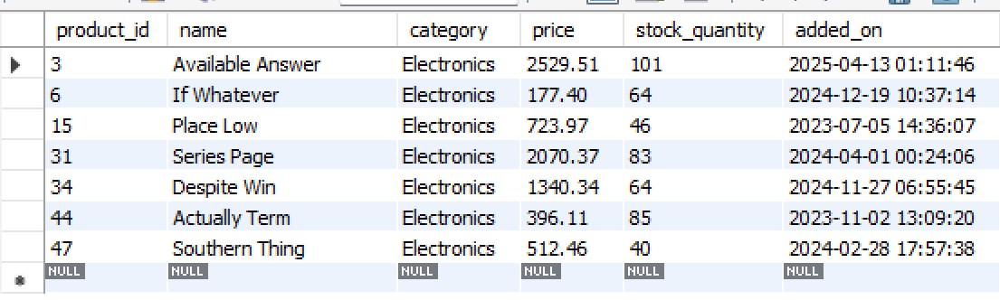 product_id name category price stock_quantity added_on
3 Available Answer Electronics 2529.51 101 2025-04-13 01:11:46
6 If Whatever Electronics 177.40 64 2024-12-19 10:37:14
15 Place Low Electronics 723.97 46 2023-07-05 14:36:07
31 Series Page Electronics 2070.37 83 2024-04-01 00:24:06
34 Despite Win Electronics 1340.34 64 2024-11-27 06:55:45
44 Actually Term Electronics 396.11 85 2023-11-02 13:09:20
47 Southern Thing Electronics 512.46 40 2024-02-28 17:57:38
NULL NULL NULL NULL NULL NULL